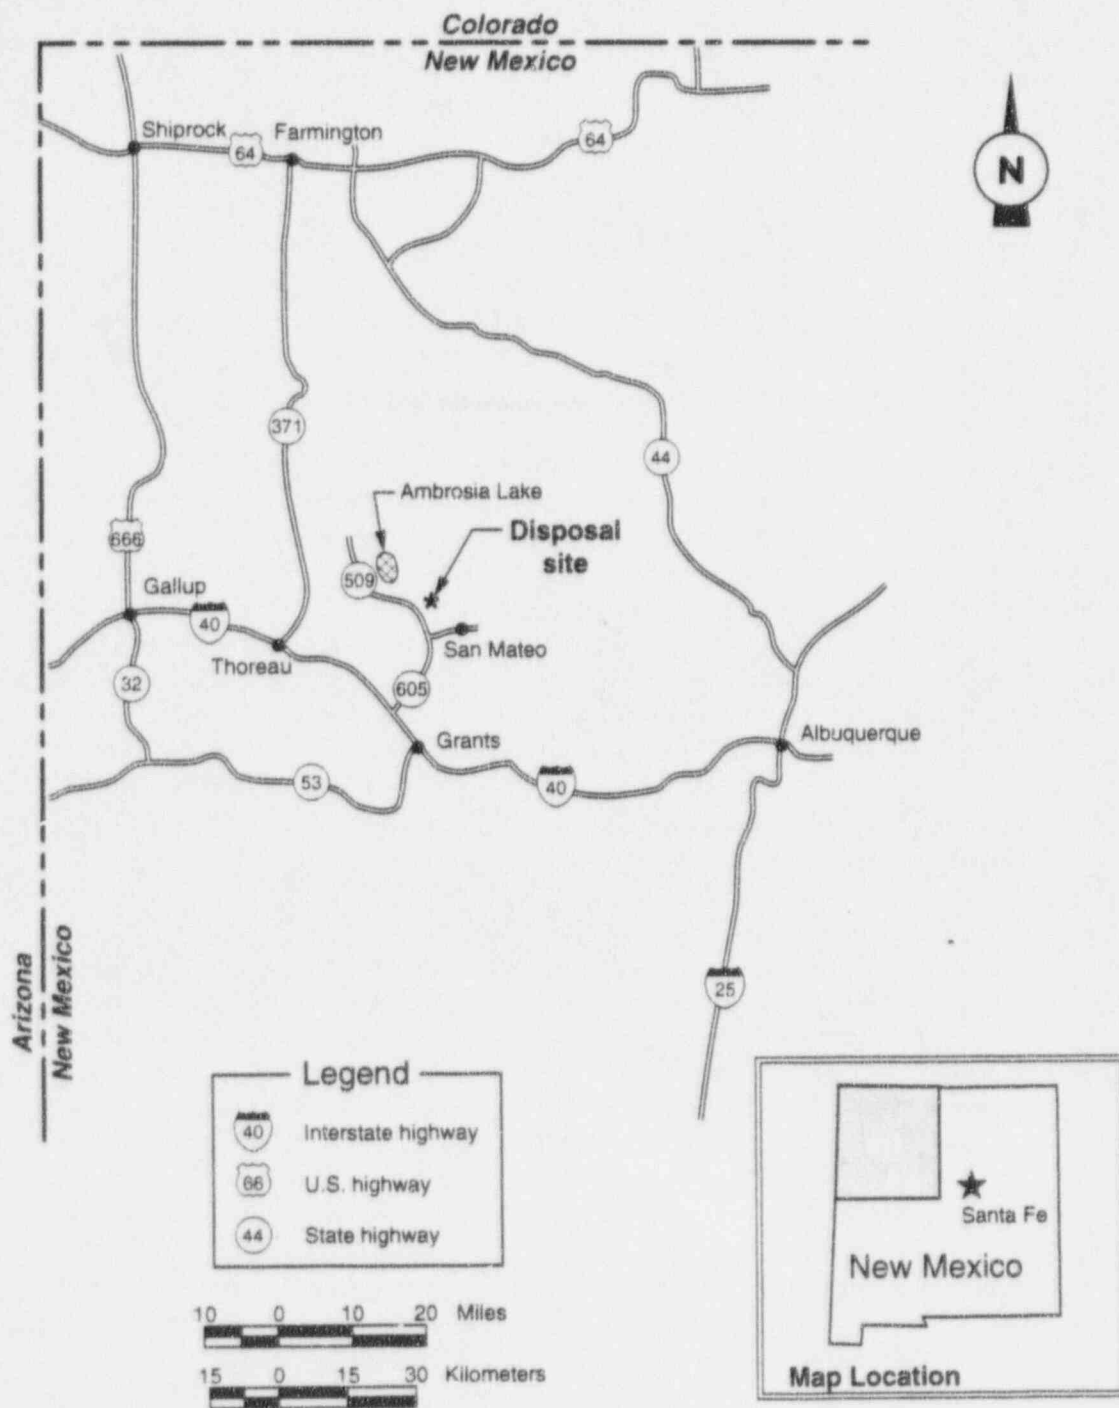 Colorado
New Mexico
Shiprock
Farmington
64
64
N
371
44
Ambrosia Lake
Disposal
site
666
509
Gallup
40
San Mateo
Thoreau
32
605
Grants
Albuquerque
53
40
Arizona
New Mexico
25
Legend
40 Interstate highway
66 U.S. highway
44 State highway
10 0 10 20 Miles
15 0 15 30 Kilometers
Santa Fe
New Mexico
Map Location